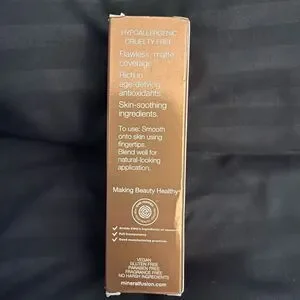 HYPOALLERGENIC
CRUELTY FREE
Flawless, matte
coverage.
Rich in
age-defying
antioxidants.
Skin-soothing
ingredients.
To use: Smooth
onto skin using
fingertips.
Blend well for
natural-looking
application.
Making Beauty Healthy
VEGAN
GLUTEN FREE
PARABEN FREE
FRAGRANCE FREE
NO HARSH INGREDIENTS
mineralfusion.com